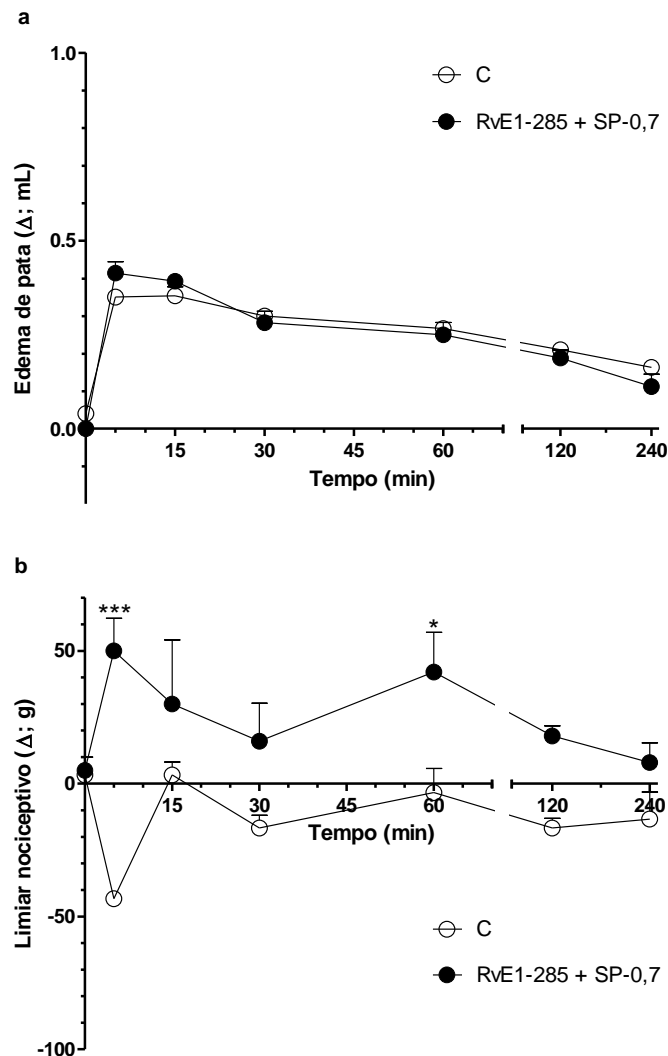 a
1.0
C
RvE1-285 + SP-0,7
Edema de pata (Δ; mL)
0.5
0.0
15 30 45 60 120 240
Tempo (min)
b
***
*
50
Limiar nociceptivo (Δ; g)
0
15 30 45 60 120 240
Tempo (min)
-50
C
RvE1-285 + SP-0,7
-100